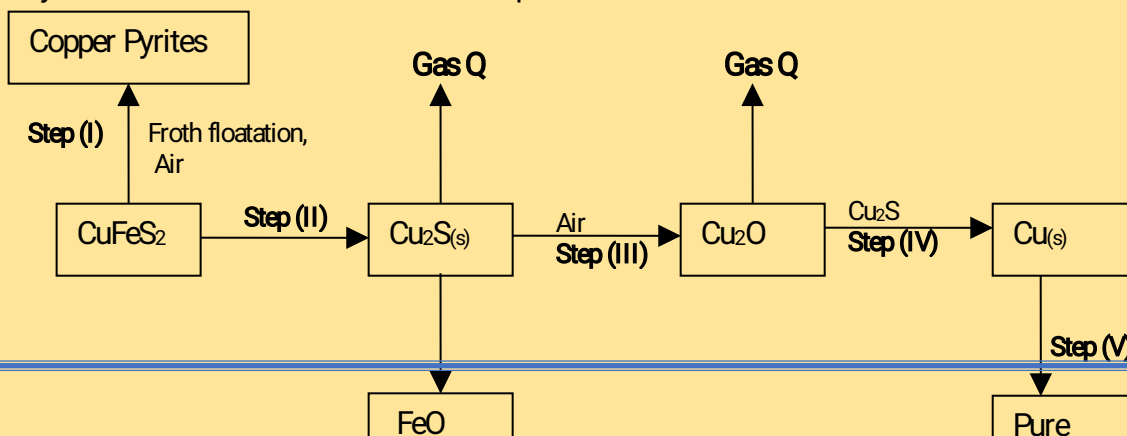 Copper Pyrites
Gas Q
Gas Q
Step (I)
Froth floatation,
Air
CuFeS₂
Step (II)
Cu₂S(s)
Air
Step (III)
Cu₂O
Cu₂S
Step (IV)
Cu(s)
Step (V)
FeO
Pure